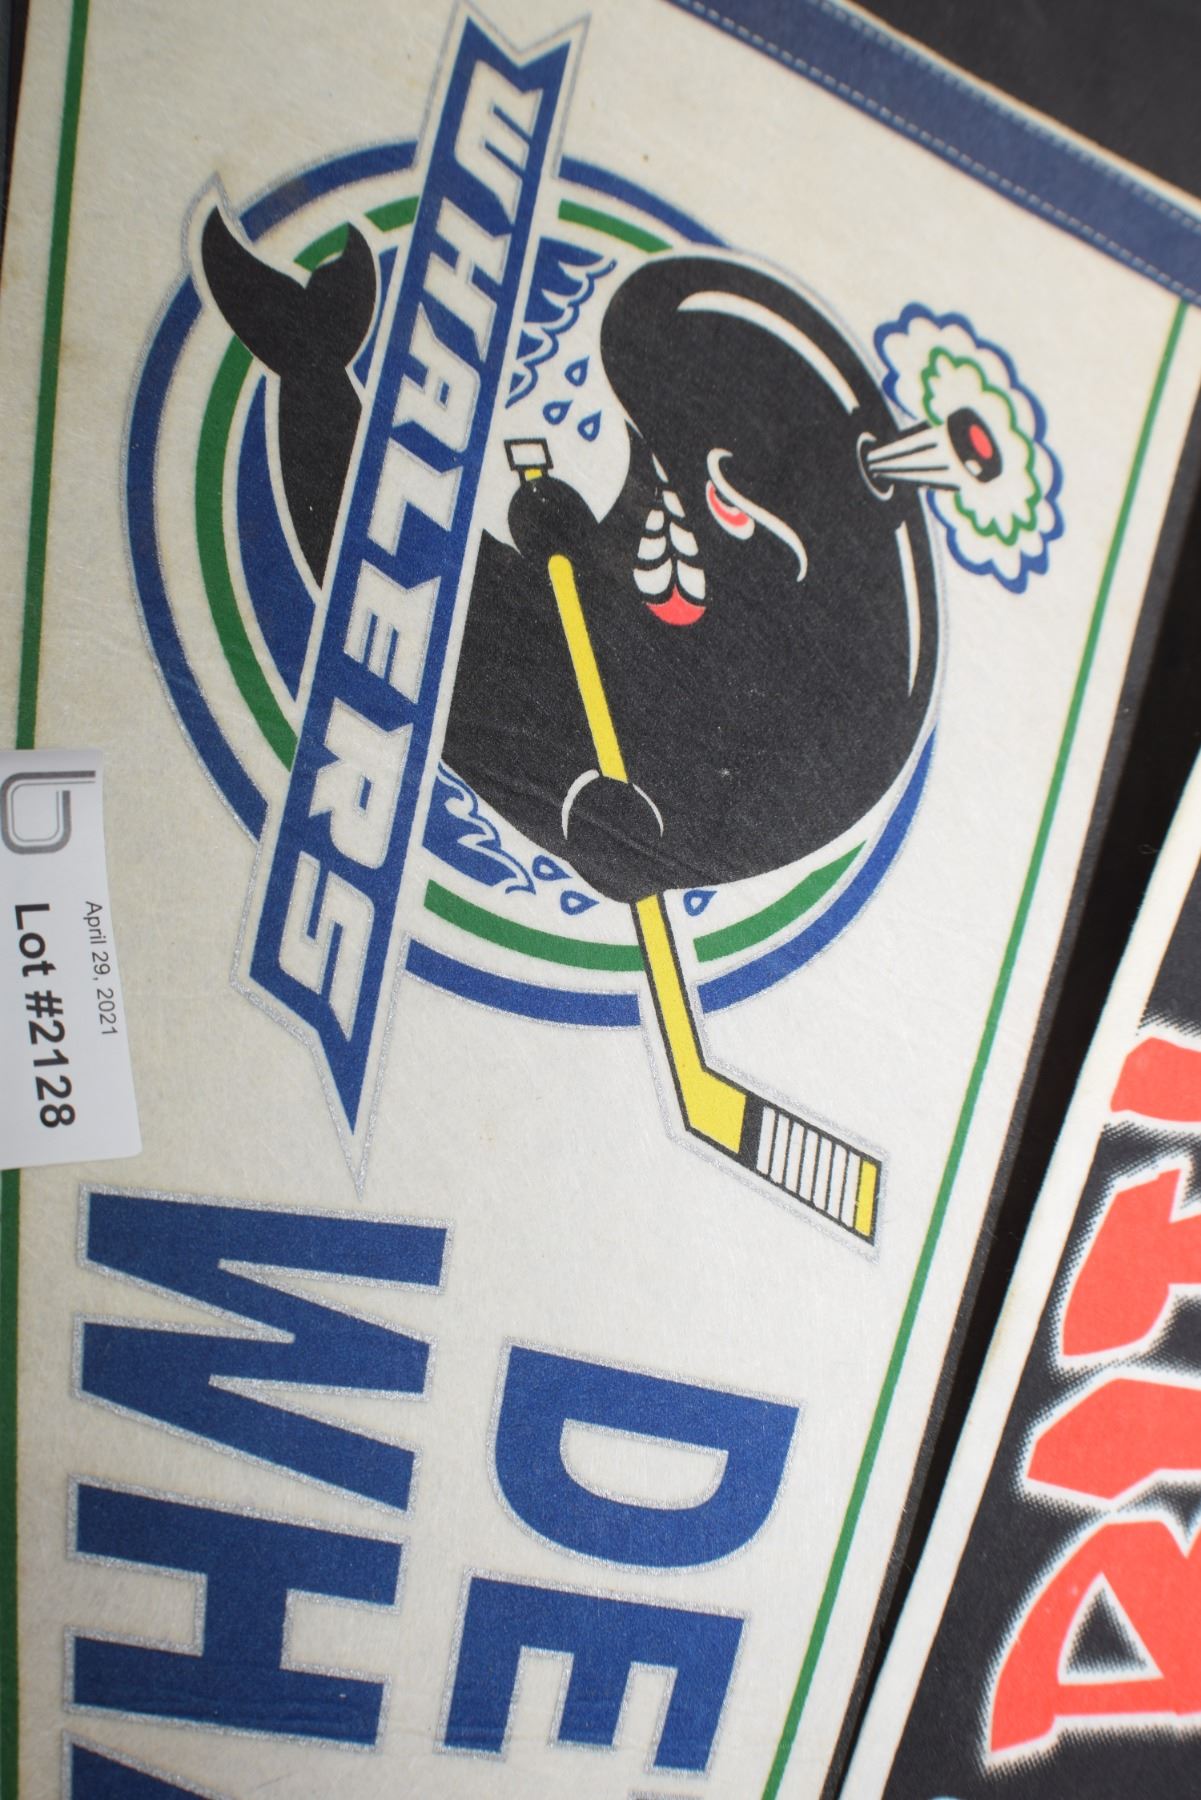 WHALERS
April 29, 2021
Lot #2128
DE
WH